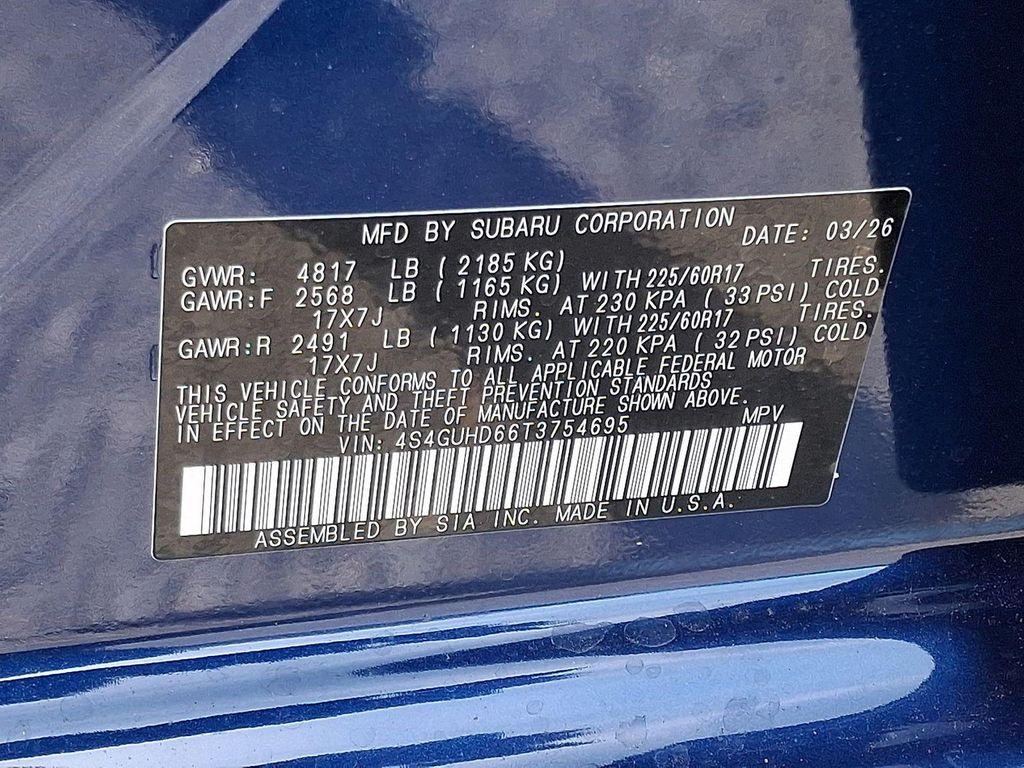 MFD BY SUBARU CORPORATION DATE: 03/26
GVWR: 4817 LB ( 2185 KG)
GAWR:F 2568 LB ( 1165 KG) WITH 225/60R17 TIRES.
17X7J RIMS. AT 230 KPA ( 33 PSI) COLD
GAWR:R 2491 LB ( 1130 KG) WITH 225/60R17 TIRES.
17X7J RIMS. AT 220 KPA ( 32 PSI) COLD
THIS VEHICLE CONFORMS TO ALL APPLICABLE FEDERAL MOTOR
VEHICLE SAFETY AND THEFT PREVENTION STANDARDS
IN EFFECT ON THE DATE OF MANUFACTURE SHOWN ABOVE.
VIN: 4S4GUHD66T3754695 MPV
ASSEMBLED BY SIA INC. MADE IN U.S.A.